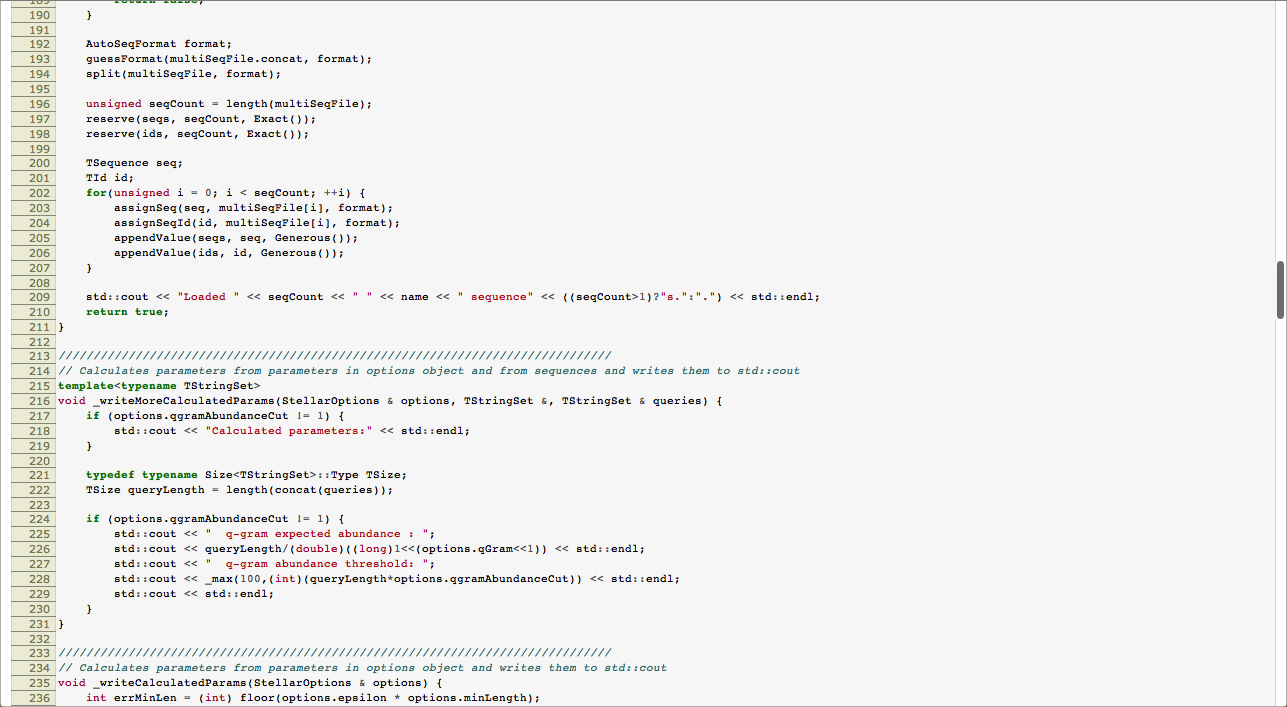 189         return false;
190     }
191
192     AutoSeqFormat format;
193     guessFormat(multiSeqFile.concat, format);
194     split(multiSeqFile, format);
195
196     unsigned seqCount = length(multiSeqFile);
197     reserve(seqs, seqCount, Exact());
198     reserve(ids, seqCount, Exact());
199
200     TSequence seq;
201     TId id;
202     for(unsigned i = 0; i < seqCount; ++i) {
203         assignSeq(seq, multiSeqFile[i], format);
204         assignSeqId(id, multiSeqFile[i], format);
205         appendValue(seqs, seq, Generous());
206         appendValue(ids, id, Generous());
207     }
208
209     std::cout << "Loaded " << seqCount << " " << name << " sequence" << ((seqCount>1)?"s.":".") << std::endl;
210     return true;
211 }
212
213 ///////////////////////////////////////////////////////////////////////////////
214 // Calculates parameters from parameters in options object and from sequences and writes them to std::cout
215 template<typename TStringSet>
216 void _writeMoreCalculatedParams(StellarOptions & options, TStringSet &, TStringSet & queries) {
217     if (options.qgramAbundanceCut != 1) {
218         std::cout << "Calculated parameters:" << std::endl;
219     }
220
221     typedef typename Size<TStringSet>::Type TSize;
222     TSize queryLength = length(concat(queries));
223
224     if (options.qgramAbundanceCut != 1) {
225         std::cout << "  q-gram expected abundance : ";
226         std::cout << queryLength/(double)((long)1<<(options.qGram<<1)) << std::endl;
227         std::cout << "  q-gram abundance threshold: ";
228         std::cout << _max(100,(int)(queryLength*options.qgramAbundanceCut)) << std::endl;
229         std::cout << std::endl;
230     }
231 }
232
233 ///////////////////////////////////////////////////////////////////////////////
234 // Calculates parameters from parameters in options object and writes them to std::cout
235 void _writeCalculatedParams(StellarOptions & options) {
236     int errMinLen = (int) floor(options.epsilon * options.minLength);